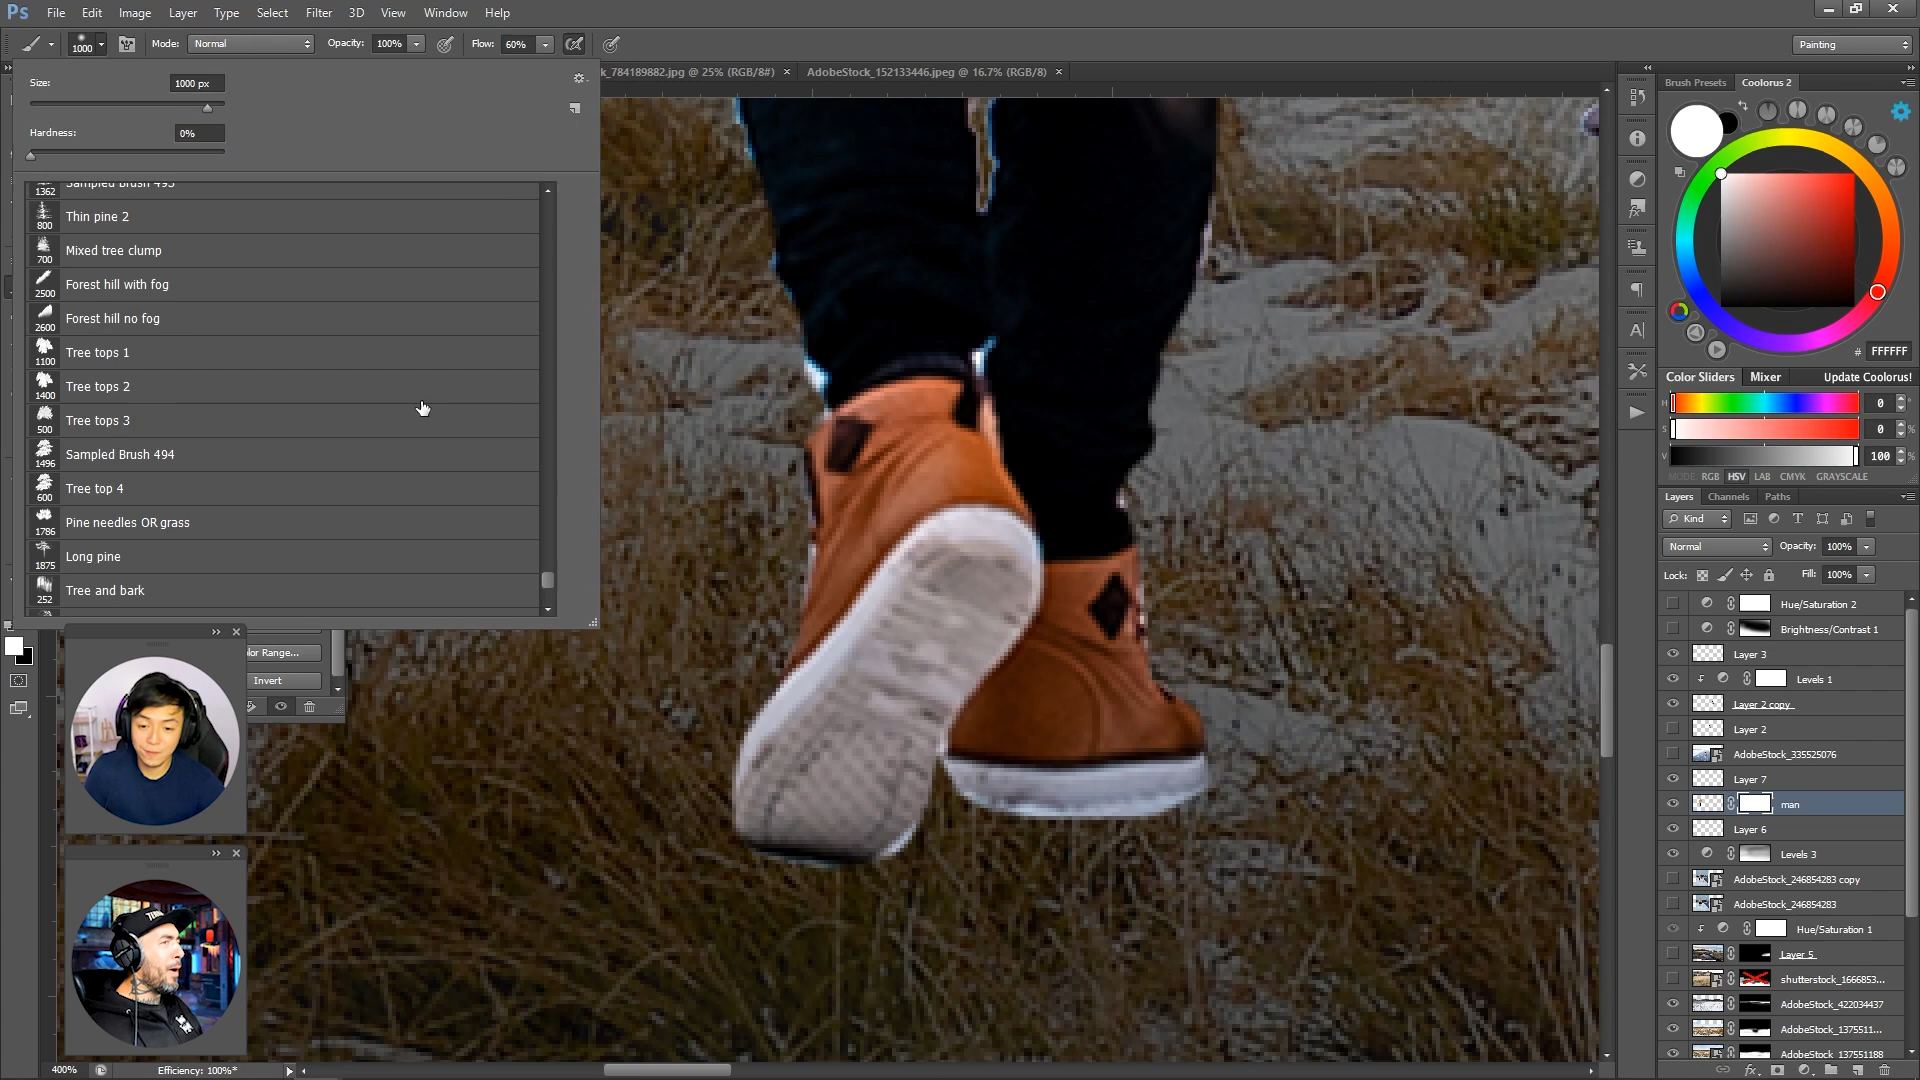 Ps File Edit Image Layer Type Select Filter 3D View Window Help
1000 Mode: Normal Opacity: 100% Flow: 60% Painting
k_784189882.jpg @ 25% (RGB/8#) × AdobeStock_152133446.jpeg @ 16.7% (RGB/8) ×
Size: 1000 px
Hardness: 0%
1362 Sampled Brush 493
800 Thin pine 2
700 Mixed tree clump
2500 Forest hill with fog
2600 Forest hill no fog
1100 Tree tops 1
1400 Tree tops 2
500 Tree tops 3
1496 Sampled Brush 494
600 Tree top 4
1786 Pine needles OR grass
1875 Long pine
252 Tree and bark
lor Range...
Invert
400% Efficiency: 100%*
Brush Presets Coolorus 2
# FFFFFF
Color Sliders Mixer Update Coolorus!
H 0 °
S 0 %
V 100 %
MODE RGB HSV LAB CMYK GRAYSCALE
Layers Channels Paths
Kind
Normal Opacity: 100%
Lock: Fill: 100%
Hue/Saturation 2
Brightness/Contrast 1
Layer 3
Levels 1
Layer 2 copy
Layer 2
AdobeStock_335525076
Layer 7
man
Layer 6
Levels 3
AdobeStock_246854283 copy
AdobeStock_246854283
Hue/Saturation 1
Layer 5
shutterstock_1666853...
AdobeStock_422034437
AdobeStock_1375511...
AdobeStock_137551188